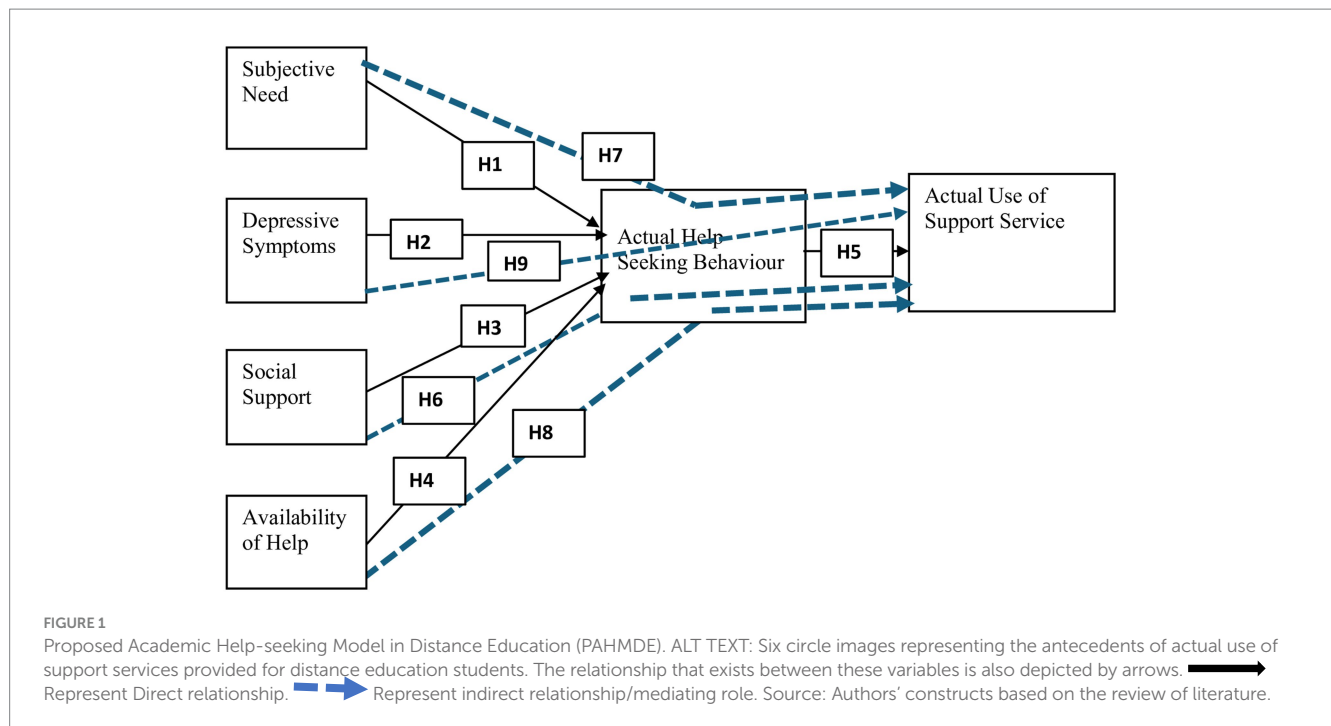 Subjective
Need
H1
H7
Depressive
Symptoms
H2
H9
Actual Help
Seeking Behaviour
H5
Actual Use of
Support Service
Social
Support
H3
H6
H8
H4
Availability
of Help
FIGURE 1
Proposed Academic Help-seeking Model in Distance Education (PAHMDE). ALT TEXT: Six circle images representing the antecedents of actual use of
support services provided for distance education students. The relationship that exists between these variables is also depicted by arrows.
Represent Direct relationship. Represent indirect relationship/mediating role. Source: Authors’ constructs based on the review of literature.